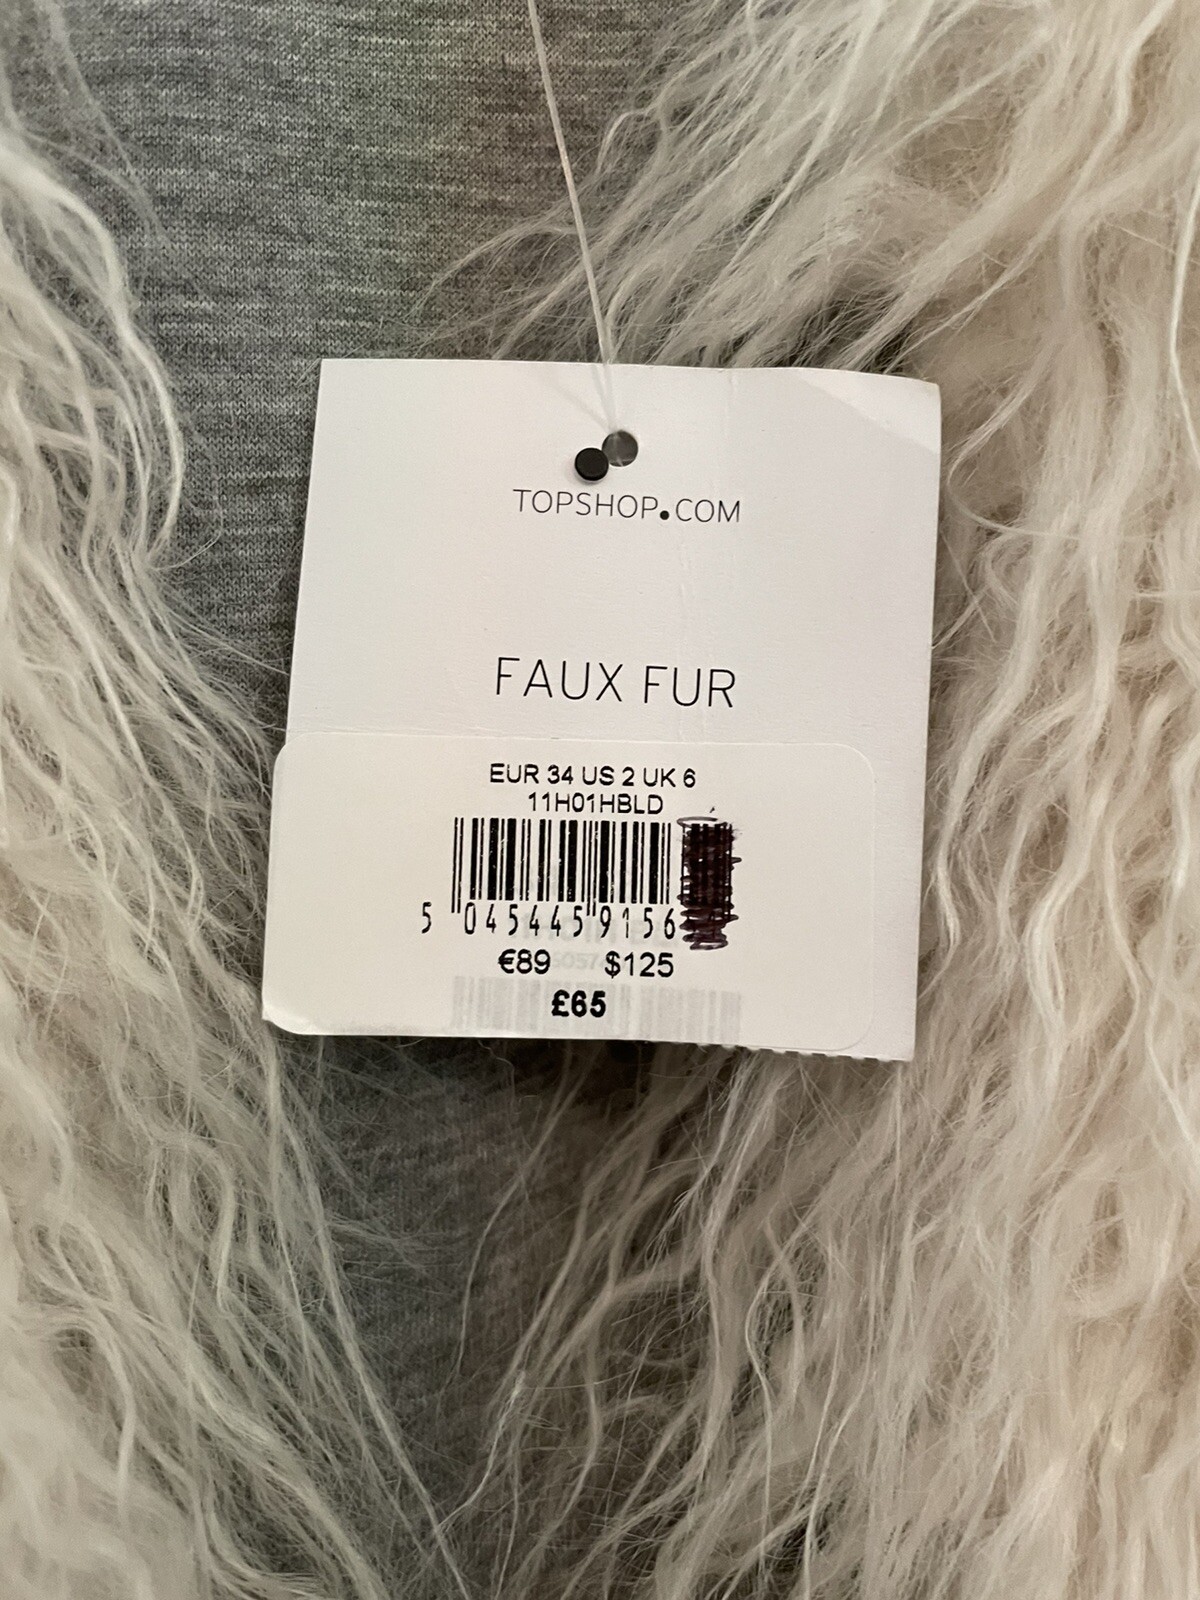 TOPSHOP.COM
FAUX FUR
EUR 34 US 2 UK 6
11H01HBLD
5 045445 9156
€89 $125
£65